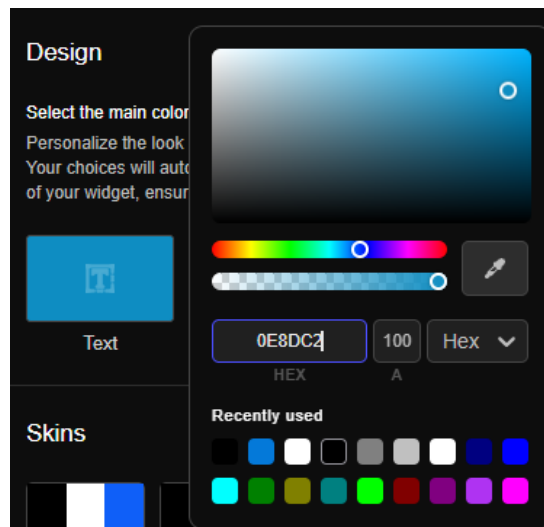 Design
Select the main color
Personalize the look
Your choices will auto
of your widget, ensur
T
Text
0E8DC2
100
Hex
HEX
A
Recently used
Skins